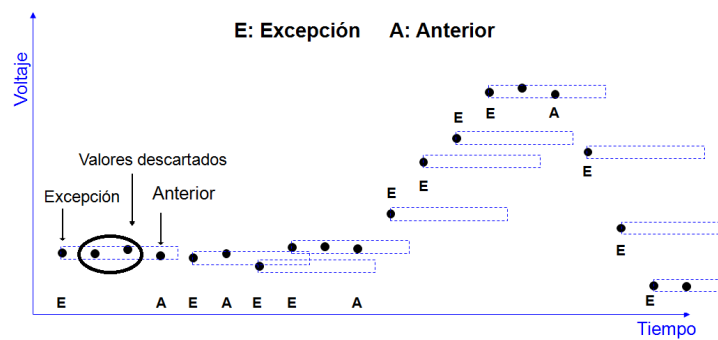 E: Excepción A: Anterior
Voltaje
E
E A
E
E
Valores descartados
Excepción
Anterior
E
E
E
E A E A E E A
E
Tiempo